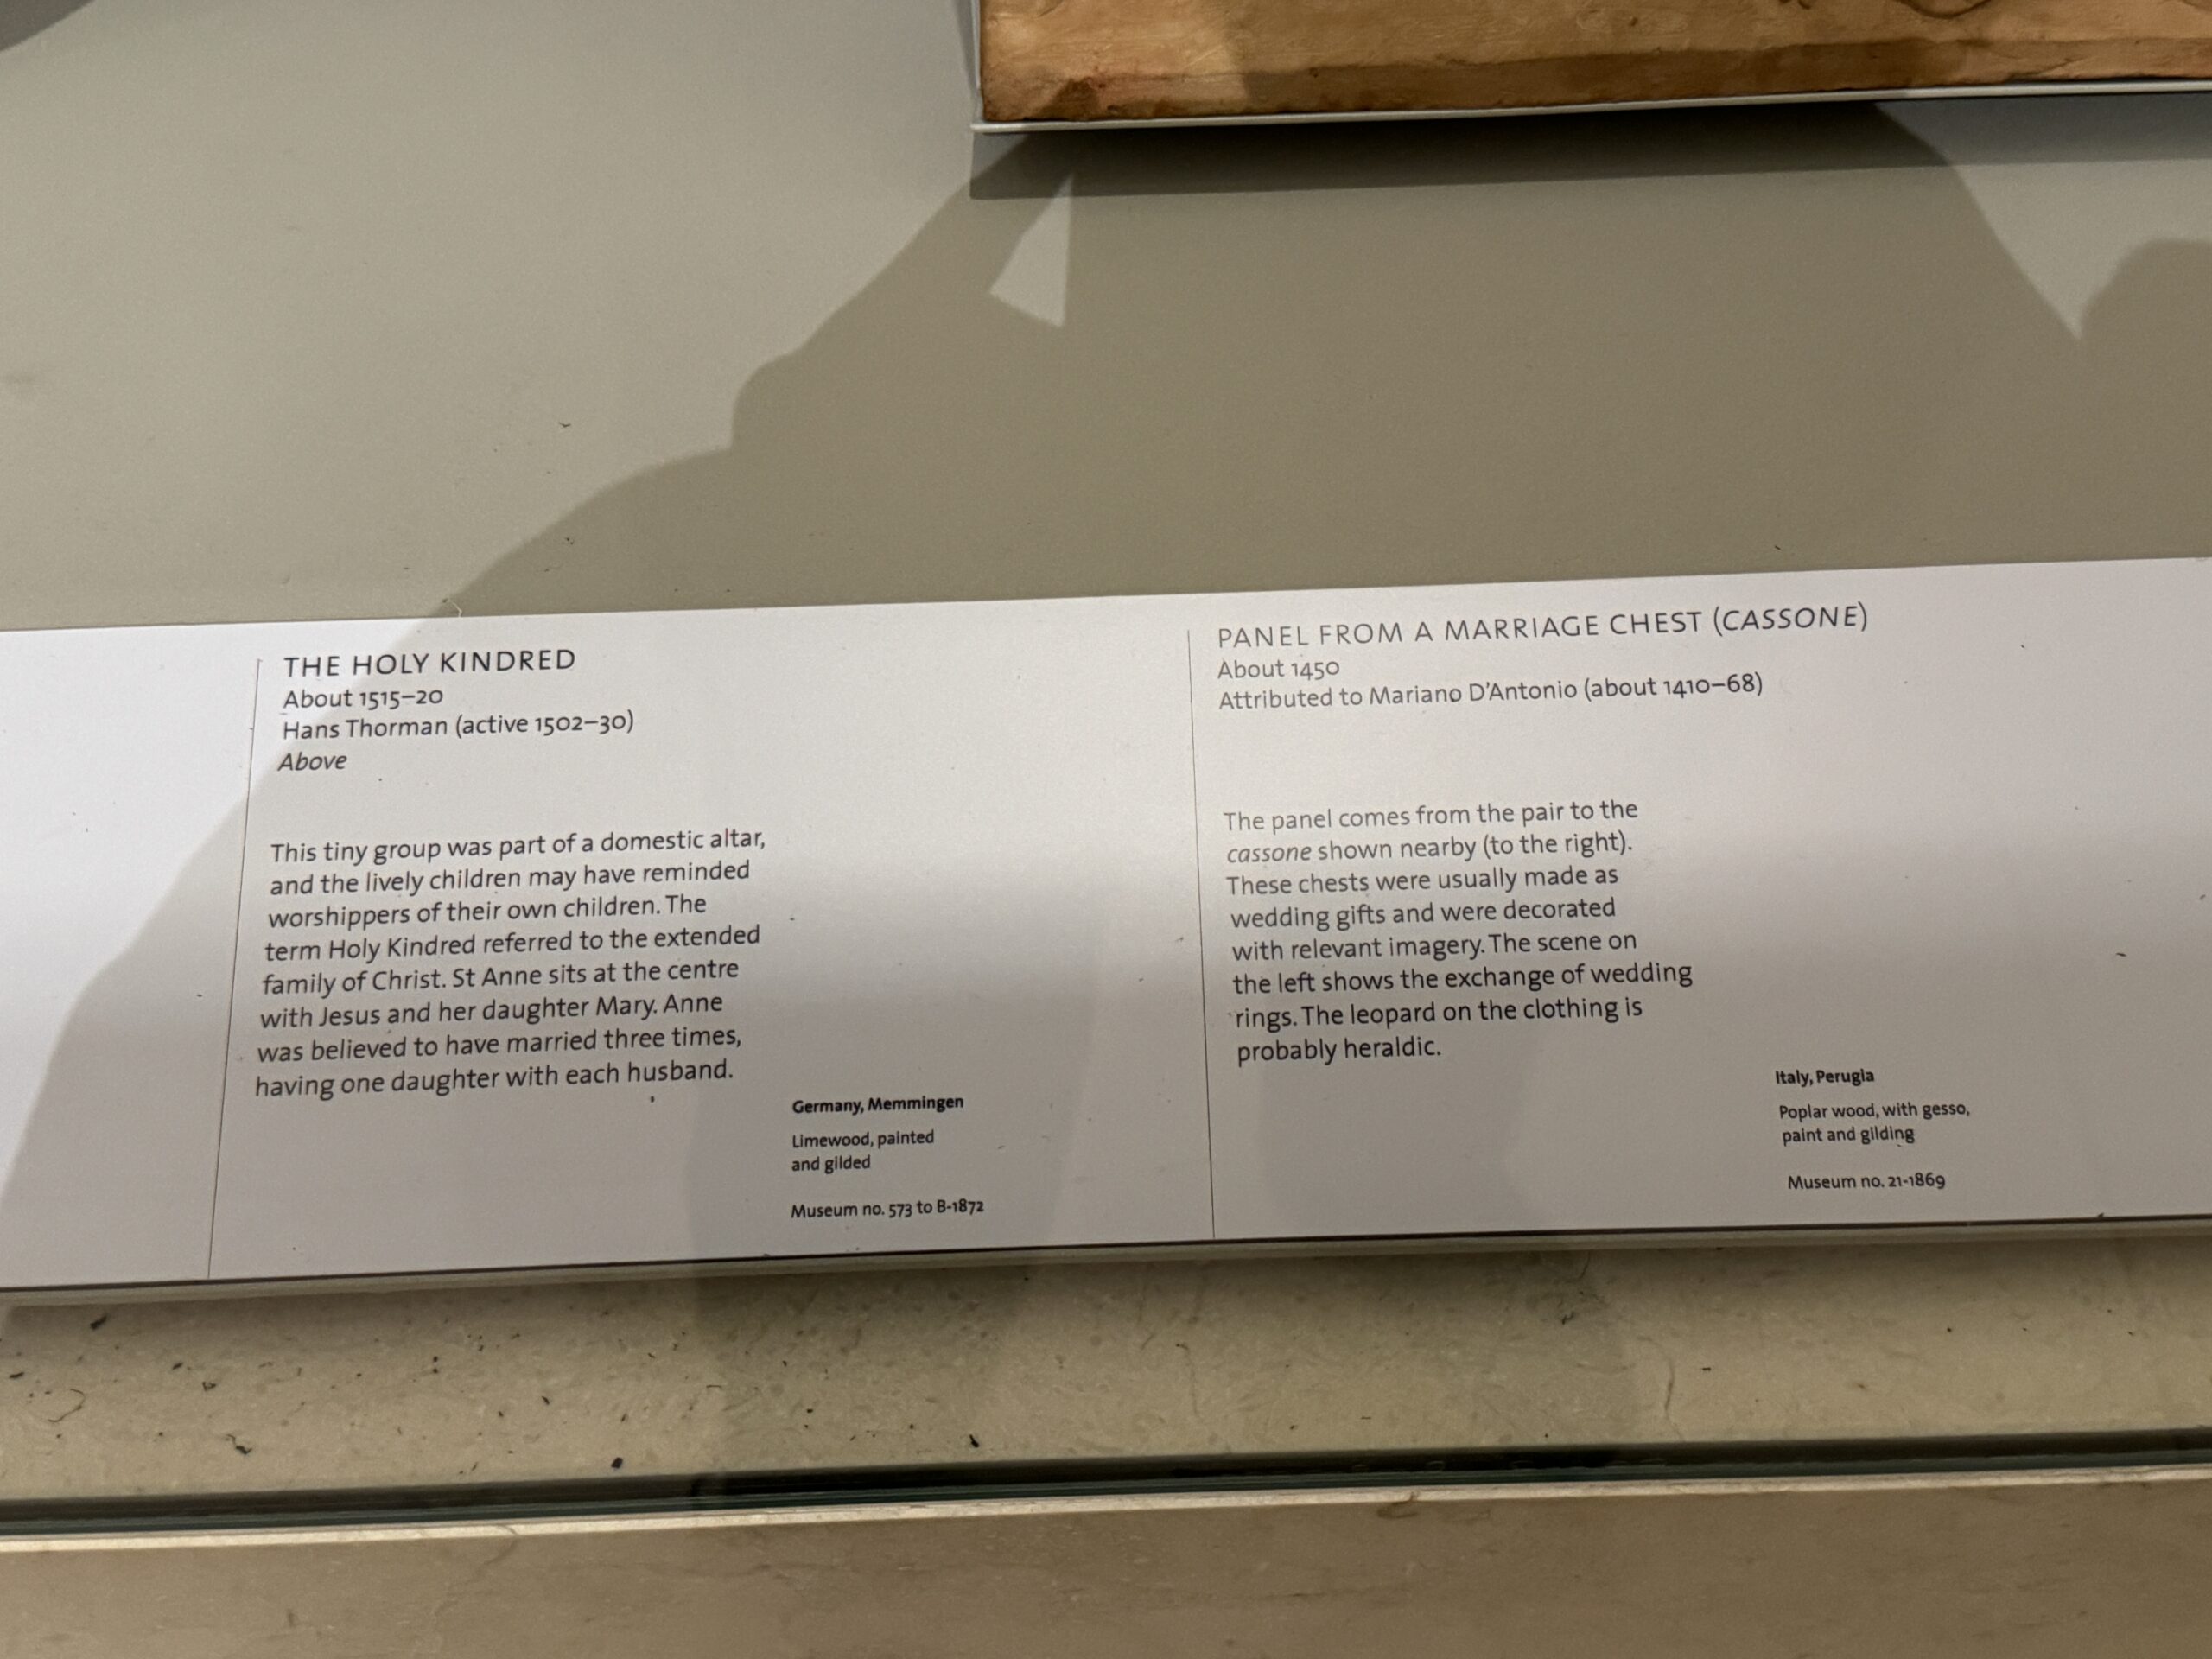 THE HOLY KINDRED
About 1515–20
Hans Thorman (active 1502–30)
Above
This tiny group was part of a domestic altar,
and the lively children may have reminded
worshippers of their own children. The
term Holy Kindred referred to the extended
family of Christ. St Anne sits at the centre
with Jesus and her daughter Mary. Anne
was believed to have married three times,
having one daughter with each husband.
Germany, Memmingen
Limewood, painted
and gilded
Museum no. 573 to B-1872
PANEL FROM A MARRIAGE CHEST (CASSONE)
About 1450
Attributed to Mariano D'Antonio (about 1410–68)
The panel comes from the pair to the
cassone shown nearby (to the right).
These chests were usually made as
wedding gifts and were decorated
with relevant imagery. The scene on
the left shows the exchange of wedding
rings. The leopard on the clothing is
probably heraldic.
Italy, Perugia
Poplar wood, with gesso,
paint and gilding
Museum no. 21-1869